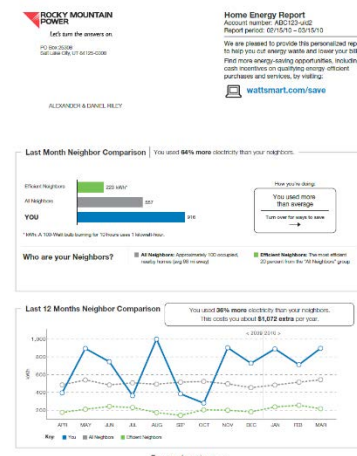 ROCKY MOUNTAIN
POWER
Let's turn the answers on.
PO Box 25308
Salt Lake City, UT 84125-0308
Home Energy Report
Account number: ABC123-uid2
Report period: 02/15/10 – 03/15/10
We are pleased to provide this personalized rep
to help you cut energy waste and lower your bill
Find more energy-saving opportunities, includin
cash incentives on qualifying energy efficient
purchases and services, by visiting:
wattsmart.com/save
ALEXANDER & DANIEL RILEY
Last Month Neighbor Comparison | You used 64% more electricity than your neighbors.
Efficient Neighbors 223 kWh*
All Neighbors 557
YOU 916
How you're doing:
You used more
than average
Turn over for ways to save
* kWh: A 100-Watt bulb burning for 10 hours uses 1 kilowatt-hour.
Who are your Neighbors?
All Neighbors: Approximately 100 occupied,
nearby homes (avg mi away)
Efficient Neighbors: The most efficient
20 percent from the "All Neighbors" group
Last 12 Months Neighbor Comparison
You used 36% more electricity than your neighbors.
This costs you about $1,072 extra per year.
kWh
1,000
800
600
400
200
APR MAY JUN JUL AUG SEP OCT NOV DEC JAN FEB MAR
Key You All Neighbors Efficient Neighbors